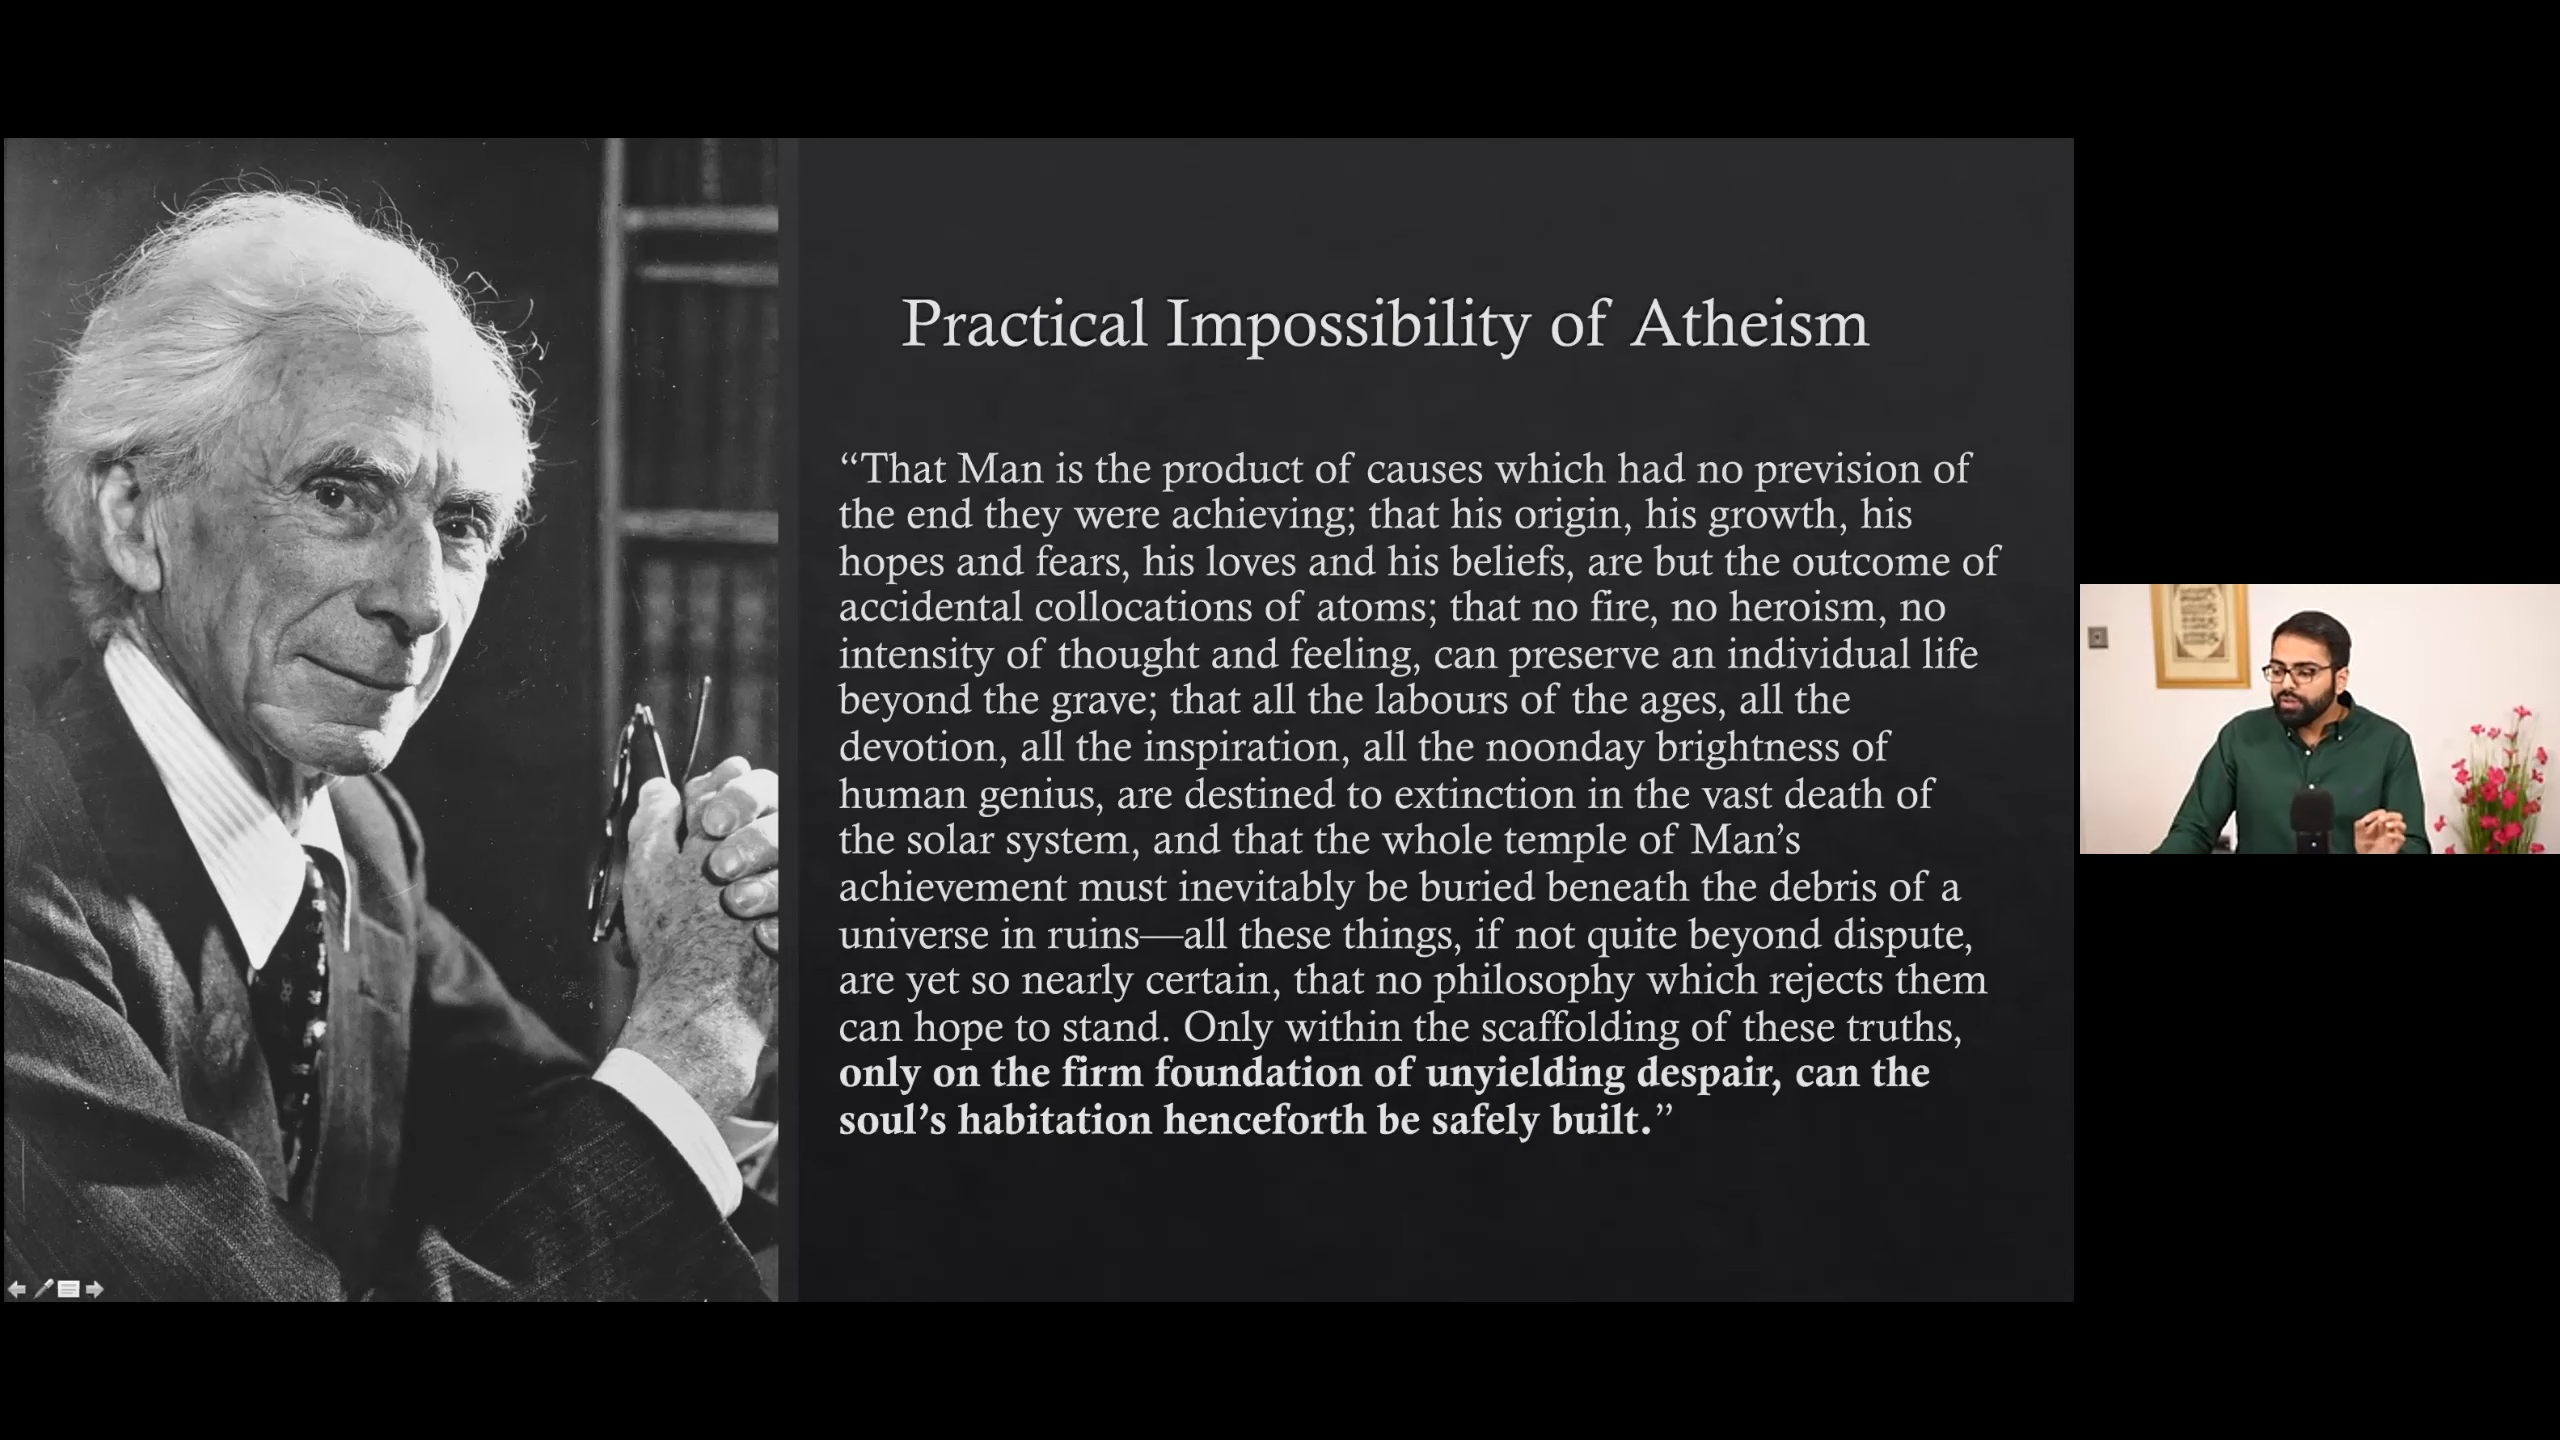 Practical Impossibility of Atheism
“That Man is the product of causes which had no prevision of
the end they were achieving; that his origin, his growth, his
hopes and fears, his loves and his beliefs, are but the outcome of
accidental collocations of atoms; that no fire, no heroism, no
intensity of thought and feeling, can preserve an individual life
beyond the grave; that all the labours of the ages, all the
devotion, all the inspiration, all the noonday brightness of
human genius, are destined to extinction in the vast death of
the solar system, and that the whole temple of Man’s
achievement must inevitably be buried beneath the debris of a
universe in ruins—all these things, if not quite beyond dispute,
are yet so nearly certain, that no philosophy which rejects them
can hope to stand. Only within the scaffolding of these truths,
only on the firm foundation of unyielding despair, can the
soul’s habitation henceforth be safely built.”